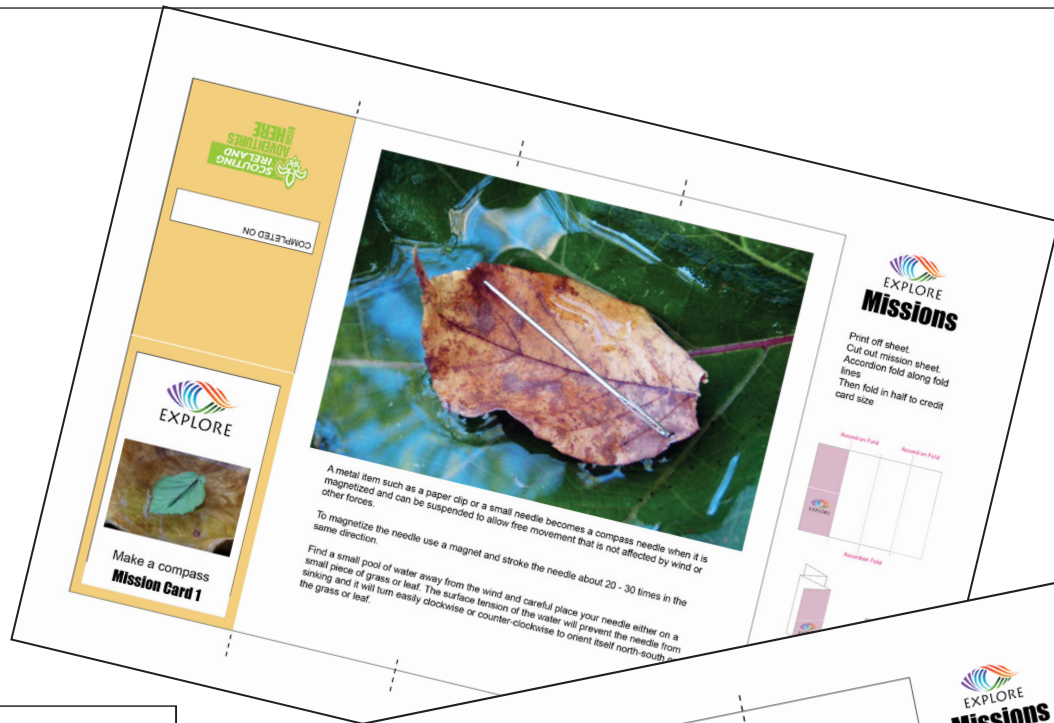 SCOUTING
IRELAND
ADVENTURES
BEGIN
HERE
COMPLETED ON
EXPLORE
Make a compass
Mission Card 1
A metal item such as a paper clip or a small needle becomes a compass needle when it is
magnetized and can be suspended to allow free movement that is not affected by wind or
other forces.
To magnetize the needle use a magnet and stroke the needle about 20 - 30 times in the
same direction.
Find a small pool of water away from the wind and careful place your needle either on a
small piece of grass or leaf. The surface tension of the water will prevent the needle from
sinking and it will turn easily clockwise or counter-clockwise to orient itself north-south
the grass or leaf.
EXPLORE
Missions
Print off sheet.
Cut out mission sheet.
Accordion fold along fold
lines
Then fold in half to credit
card size
Accordion Fold
Accordion Fold
EXPLORE
Accordion Fold
EXPLORE
Missions